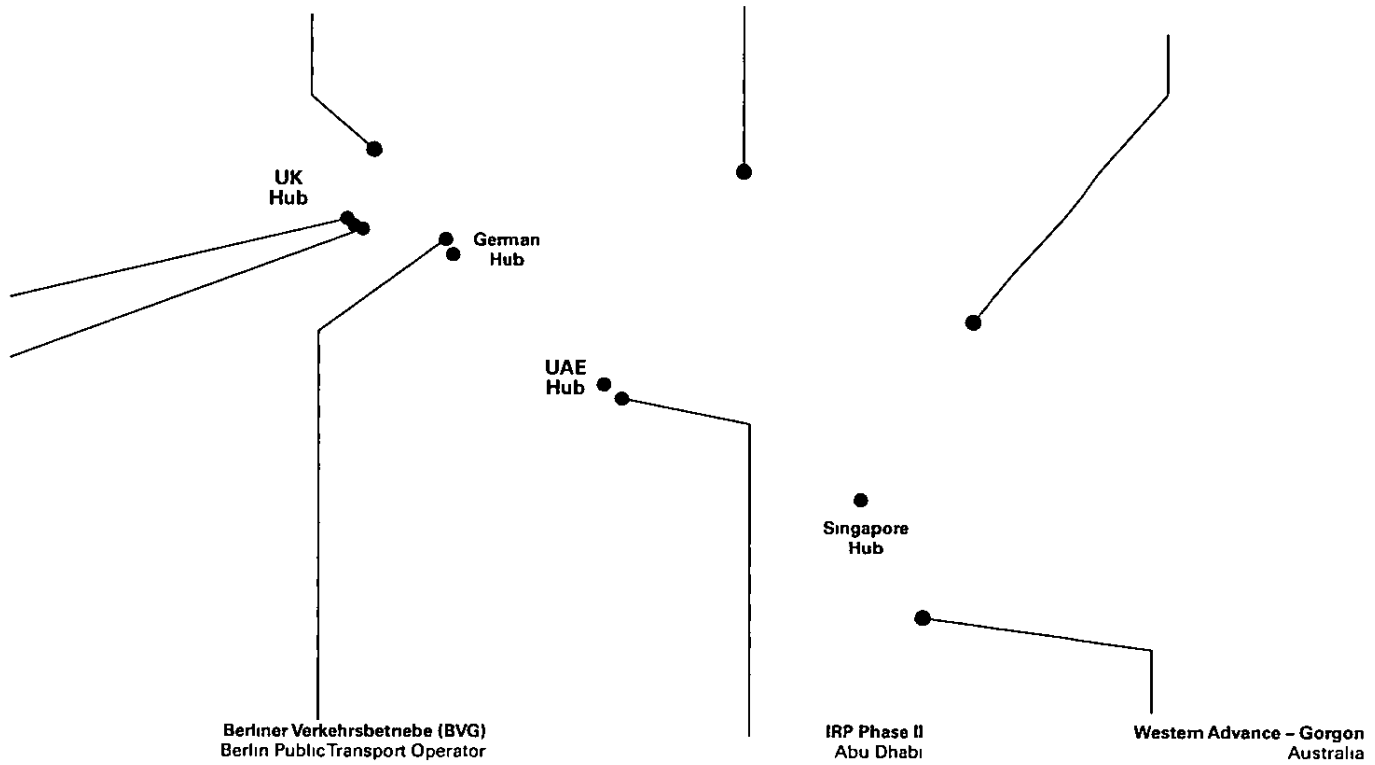 UK
Hub
German
Hub
UAE
Hub
Singapore
Hub
Berliner Verkehrsbetriebe (BVG)
Berlin Public Transport Operator
IRP Phase II
Abu Dhabi
Western Advance – Gorgon
Australia